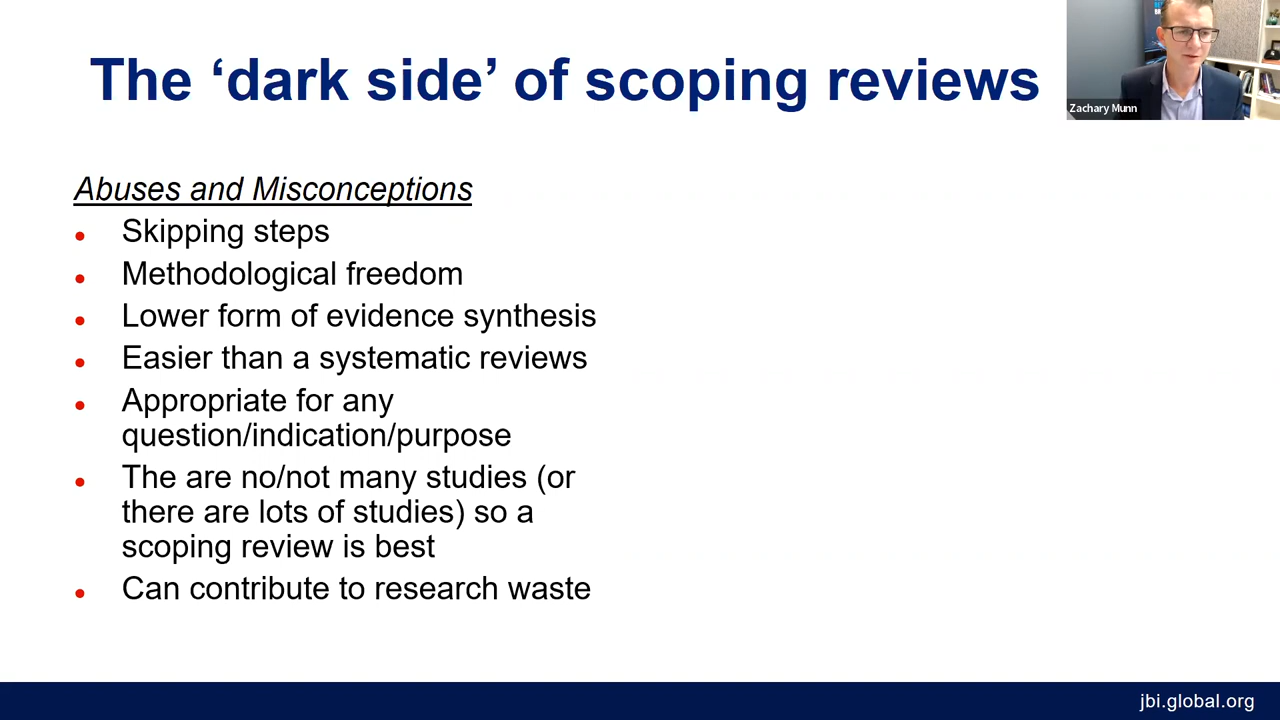 The ‘dark side’ of scoping reviews
Zachary Munn
Abuses and Misconceptions
• Skipping steps
• Methodological freedom
• Lower form of evidence synthesis
• Easier than a systematic reviews
• Appropriate for any
question/indication/purpose
• The are no/not many studies (or
there are lots of studies) so a
scoping review is best
• Can contribute to research waste
jbi.global.org